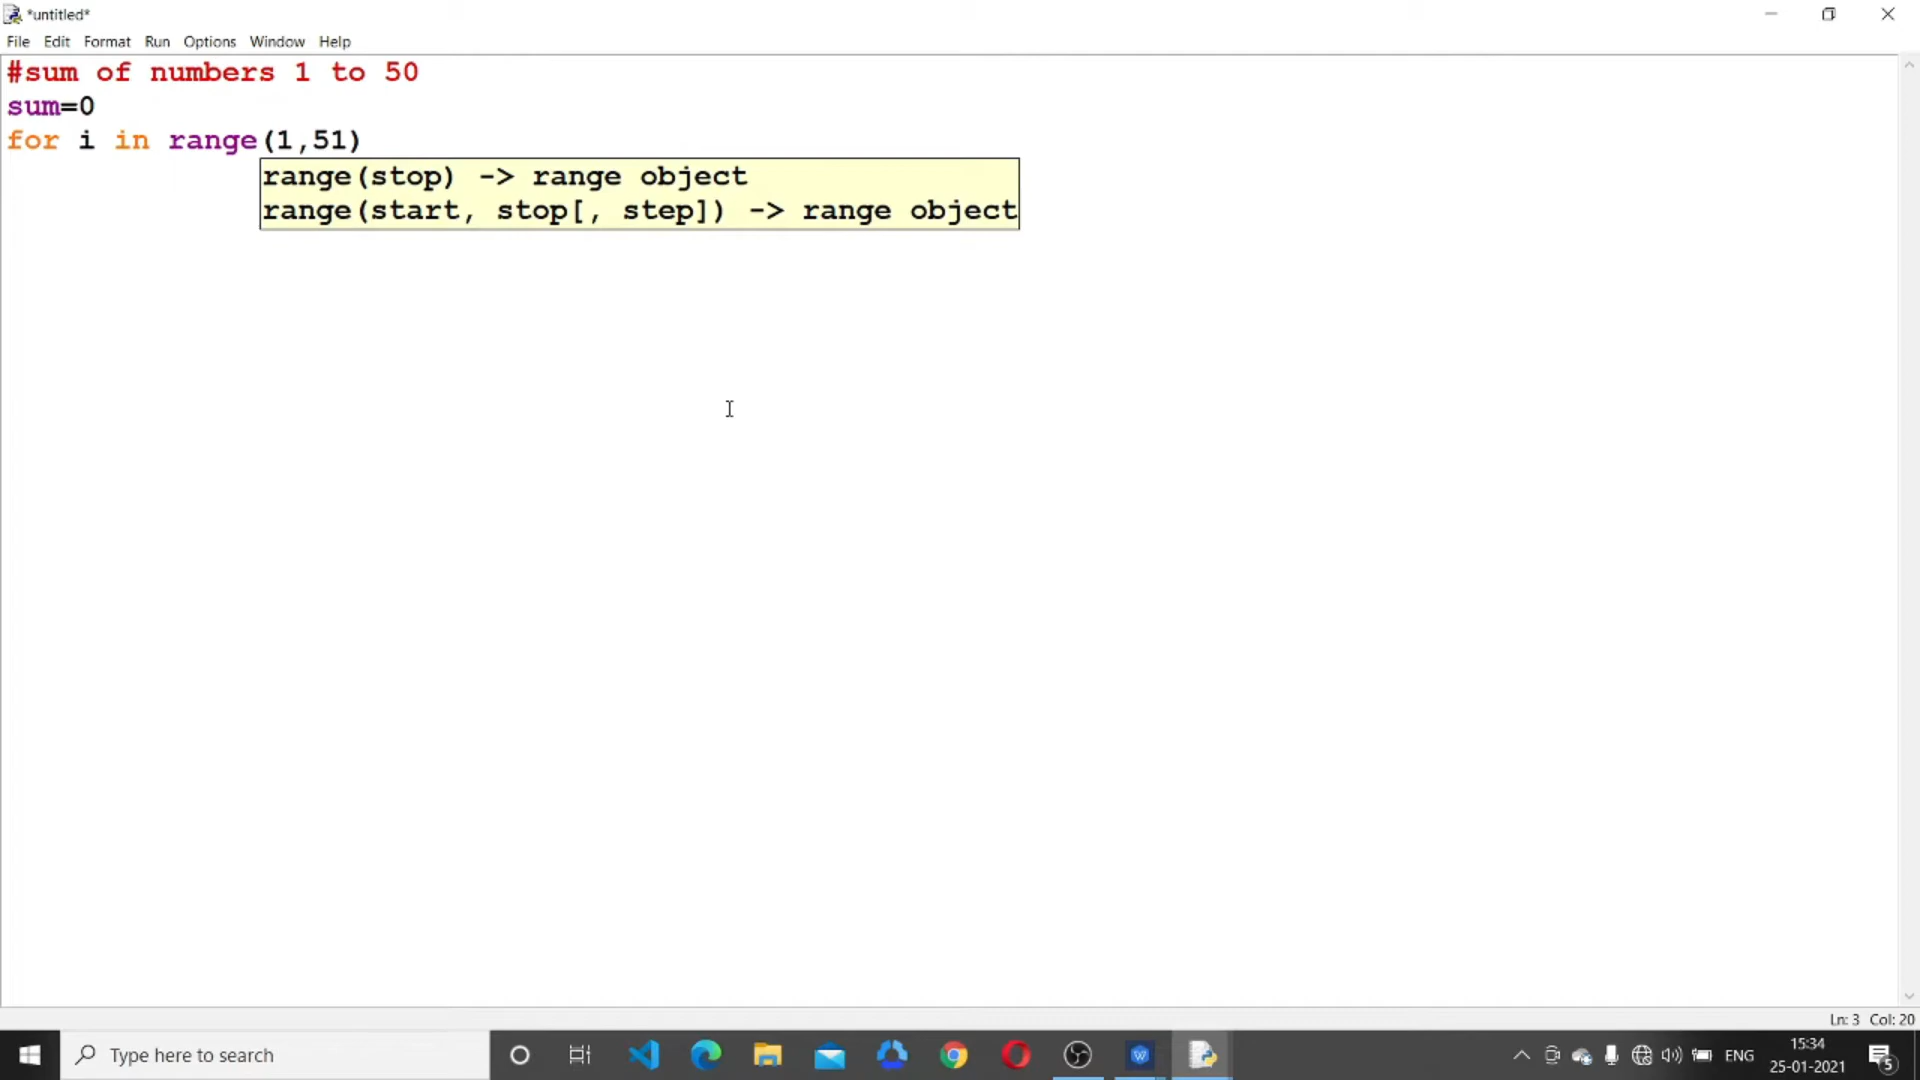 *untitled*
File Edit Format Run Options Window Help
#sum of numbers 1 to 50
sum=0
for i in range(1,51)
range(stop) -> range object
range(start, stop[, step]) -> range object
Ln: 3 Col: 20
Type here to search
ENG
15:34
25-01-2021
5